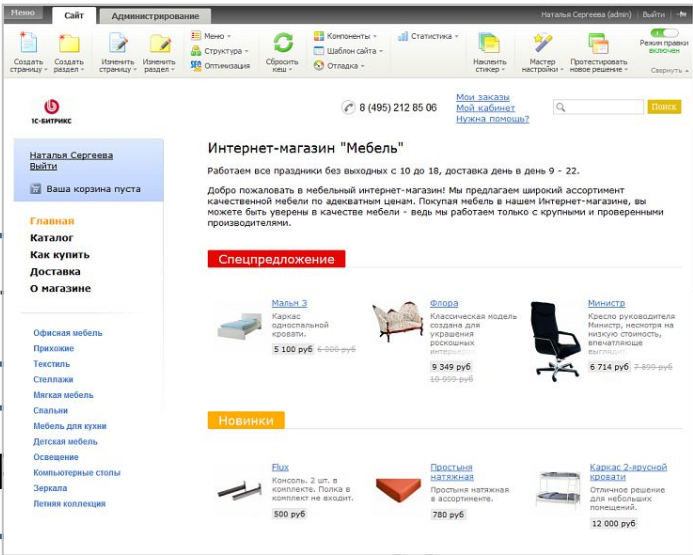 Меню Сайт Администрирование Наталья Сергеева (admin) Выйти
Создать страницу
Создать раздел
Изменить страницу
Изменить раздел
Меню
Структура
Оптимизация
Сбросить кеш
Компоненты
Шаблон сайта
Отладка
Статистика
Наклеить стикер
Мастер настройки
Протестировать новое решение
Режим правки
включен
Свернуть
1С-БИТРИКС
8 (495) 212 85 06
Мои заказы
Мой кабинет
Нужна помощь?
Поиск
Наталья Сергеева
Выйти
Ваша корзина пуста
Главная
Каталог
Как купить
Доставка
О магазине
Офисная мебель
Прихожие
Текстиль
Стеллажи
Мягкая мебель
Спальни
Мебель для кухни
Детская мебель
Освещение
Компьютерные столы
Зеркала
Летняя коллекция
Интернет-магазин "Мебель"
Работаем все праздники без выходных с 10 до 18, доставка день в день 9 - 22.
Добро пожаловать в мебельный интернет-магазин! Мы предлагаем широкий ассортимент
качественной мебели по адекватным ценам. Покупая мебель в нашем Интернет-магазине, вы
можете быть уверены в качестве мебели - ведь мы работаем только с крупными и проверенными
производителями.
Спецпредложение
Мальм 3
Каркас
односпальной
кровати.
5 100 руб 6 000 руб
Флора
Классическая модель
создана для
украшения
роскошных
интерьеров
9 349 руб
10 999 руб
Министр
Кресло руководителя
Министр, несмотря на
низкую стоимость,
впечатляюще
выглядит
6 714 руб 7 899 руб
Новинки
Flux
Консоль. 2 шт. в
комплекте. Полка в
комплект не входит.
500 руб
Простыня
натяжная
Простыня натяжная
в ассортименте.
780 руб
Каркас 2-ярусной
кровати
Отличное решение
для небольших
помещений.
12 000 руб